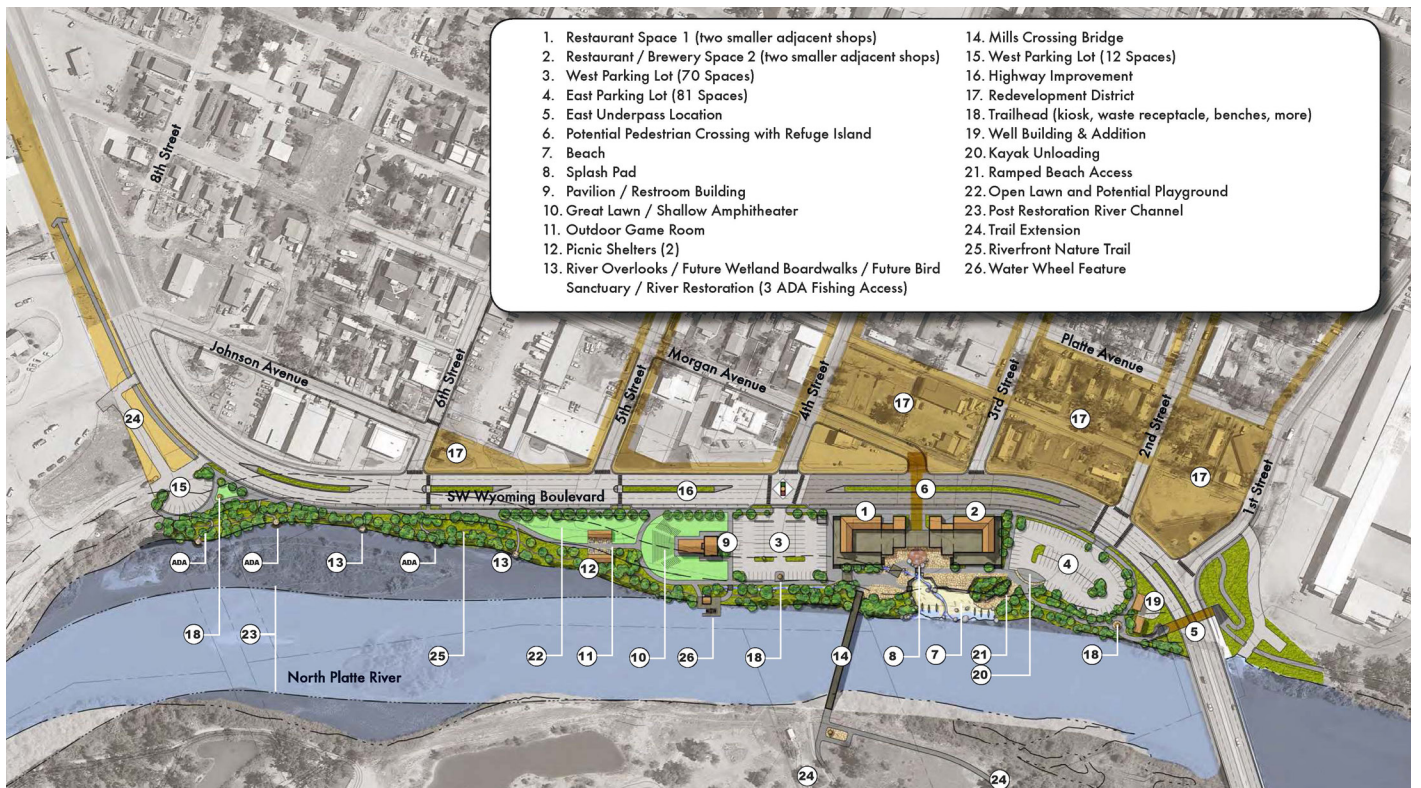 1. Restaurant Space 1 (two smaller adjacent shops)
2. Restaurant / Brewery Space 2 (two smaller adjacent shops)
3. West Parking Lot (70 Spaces)
4. East Parking Lot (81 Spaces)
5. East Underpass Location
6. Potential Pedestrian Crossing with Refuge Island
7. Beach
8. Splash Pad
9. Pavilion / Restroom Building
10. Great Lawn / Shallow Amphitheater
11. Outdoor Game Room
12. Picnic Shelters (2)
13. River Overlooks / Future Wetland Boardwalks / Future Bird
Sanctuary / River Restoration (3 ADA Fishing Access)
14. Mills Crossing Bridge
15. West Parking Lot (12 Spaces)
16. Highway Improvement
17. Redevelopment District
18. Trailhead (kiosk, waste receptacle, benches, more)
19. Well Building & Addition
20. Kayak Unloading
21. Ramped Beach Access
22. Open Lawn and Potential Playground
23. Post Restoration River Channel
24. Trail Extension
25. Riverfront Nature Trail
26. Water Wheel Feature
8th Street
Johnson Avenue
6th Street
5th Street
Morgan Avenue
4th Street
3rd Street
Platte Avenue
2nd Street
1st Street
17
17
17
17
24
15
SW Wyoming Boulevard
16
6
1
2
9
3
4
ADA
ADA
13
ADA
13
12
19
5
18
23
25
22
11
10
26
18
14
8
7
21
20
18
North Platte River
24
24